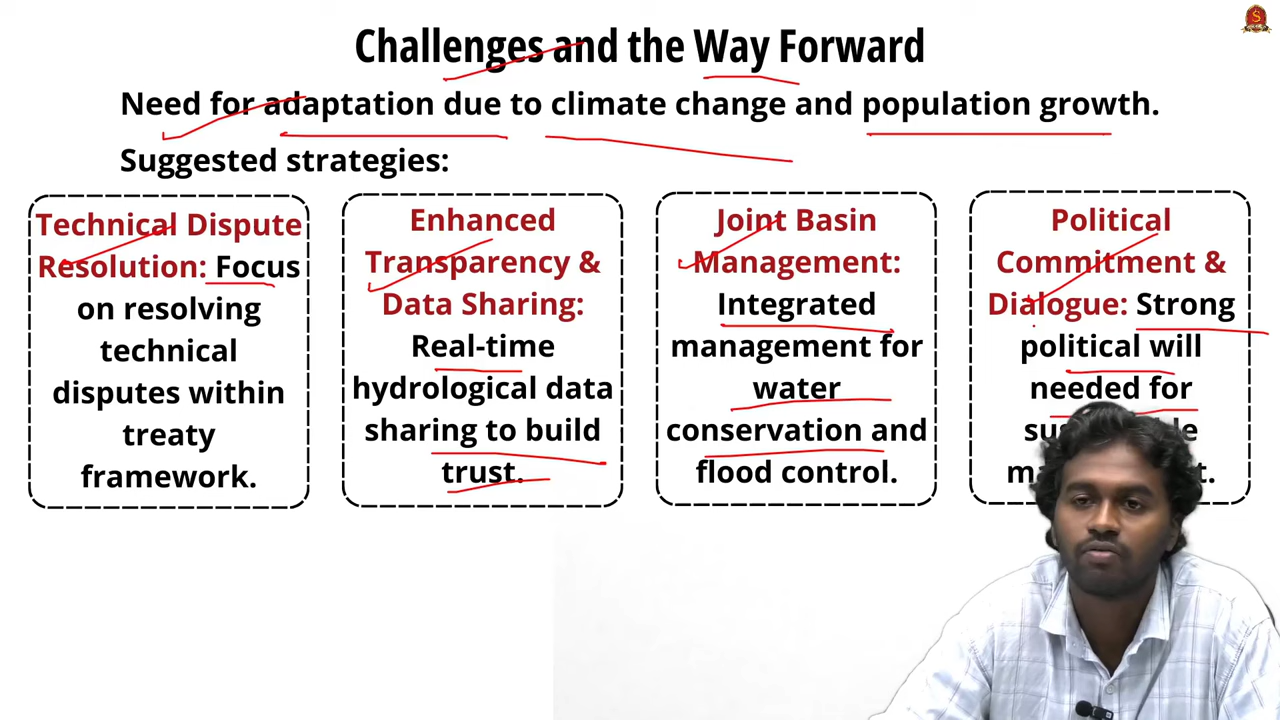 Challenges and the Way Forward
Need for adaptation due to climate change and population growth.
Suggested strategies:
Technical Dispute
Resolution: Focus
on resolving
technical
disputes within
treaty
framework.
Enhanced
Transparency &
Data Sharing:
Real-time
hydrological data
sharing to build
trust.
Joint Basin
Management:
Integrated
management for
water
conservation and
flood control.
Political
Commitment &
Dialogue: Strong
political will
needed for